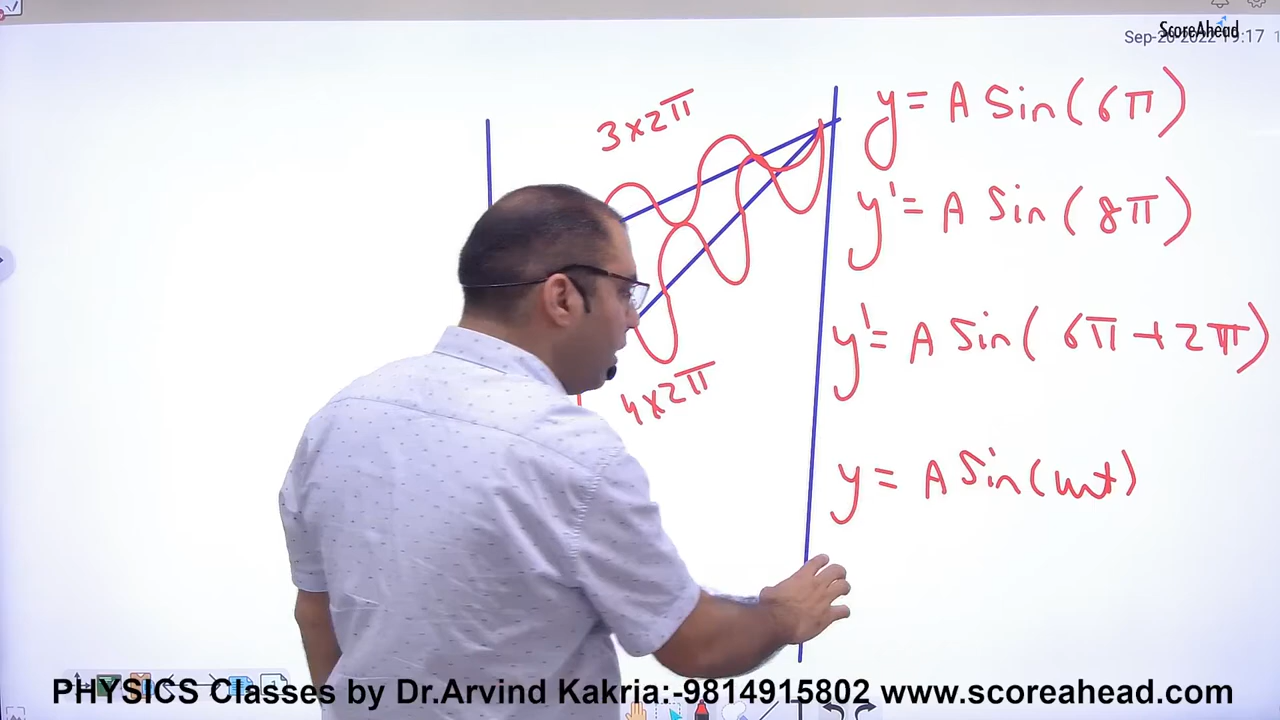 ScoreAhead
3×2π
y = A Sin(6π)
y' = A Sin(8π)
y' = A Sin(6π + 2π)
4×2π
y = A Sin(ωt)
PHYSICS Classes by Dr.Arvind Kakria:-9814915802 www.scoreahead.com